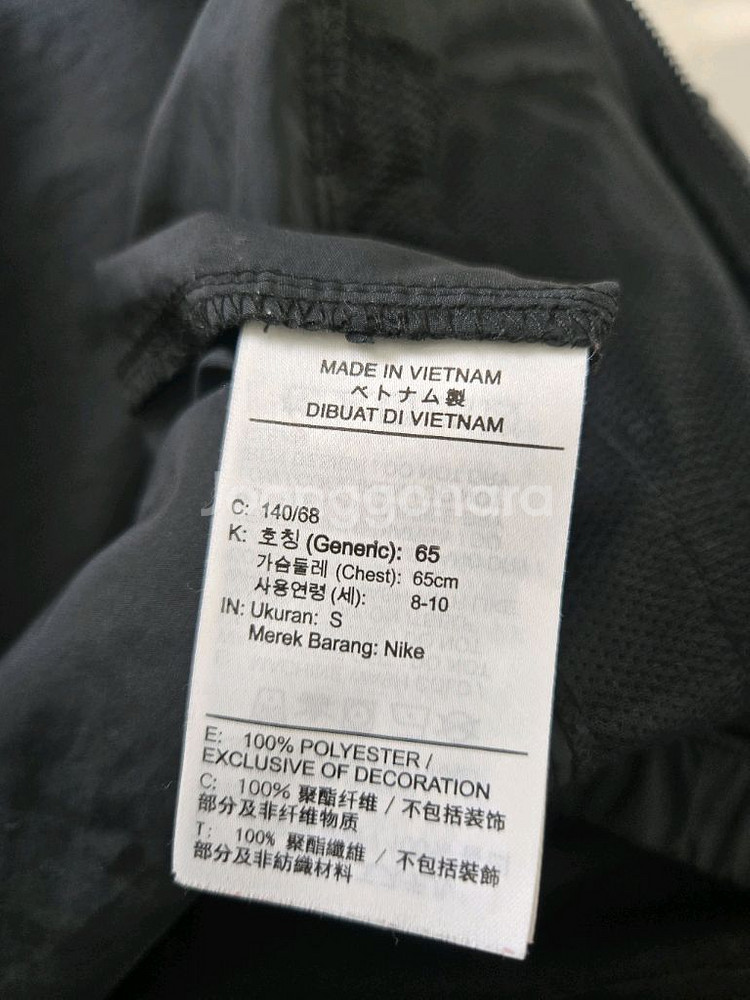 MADE IN VIETNAM
ベトナム製
DIBUAT DI VIETNAM
Joonggonara
C: 140/68
K: 호칭 (Generic): 65
가슴둘레 (Chest): 65cm
사용연령 (세): 8-10
IN: Ukuran: S
Merek Barang: Nike
E: 100% POLYESTER /
EXCLUSIVE OF DECORATION
C: 100% 聚酯纤维 / 不包括装饰
部分及非纤维物质
T: 100% 聚酯纖維 / 不包括裝飾
部分及非紡織材料